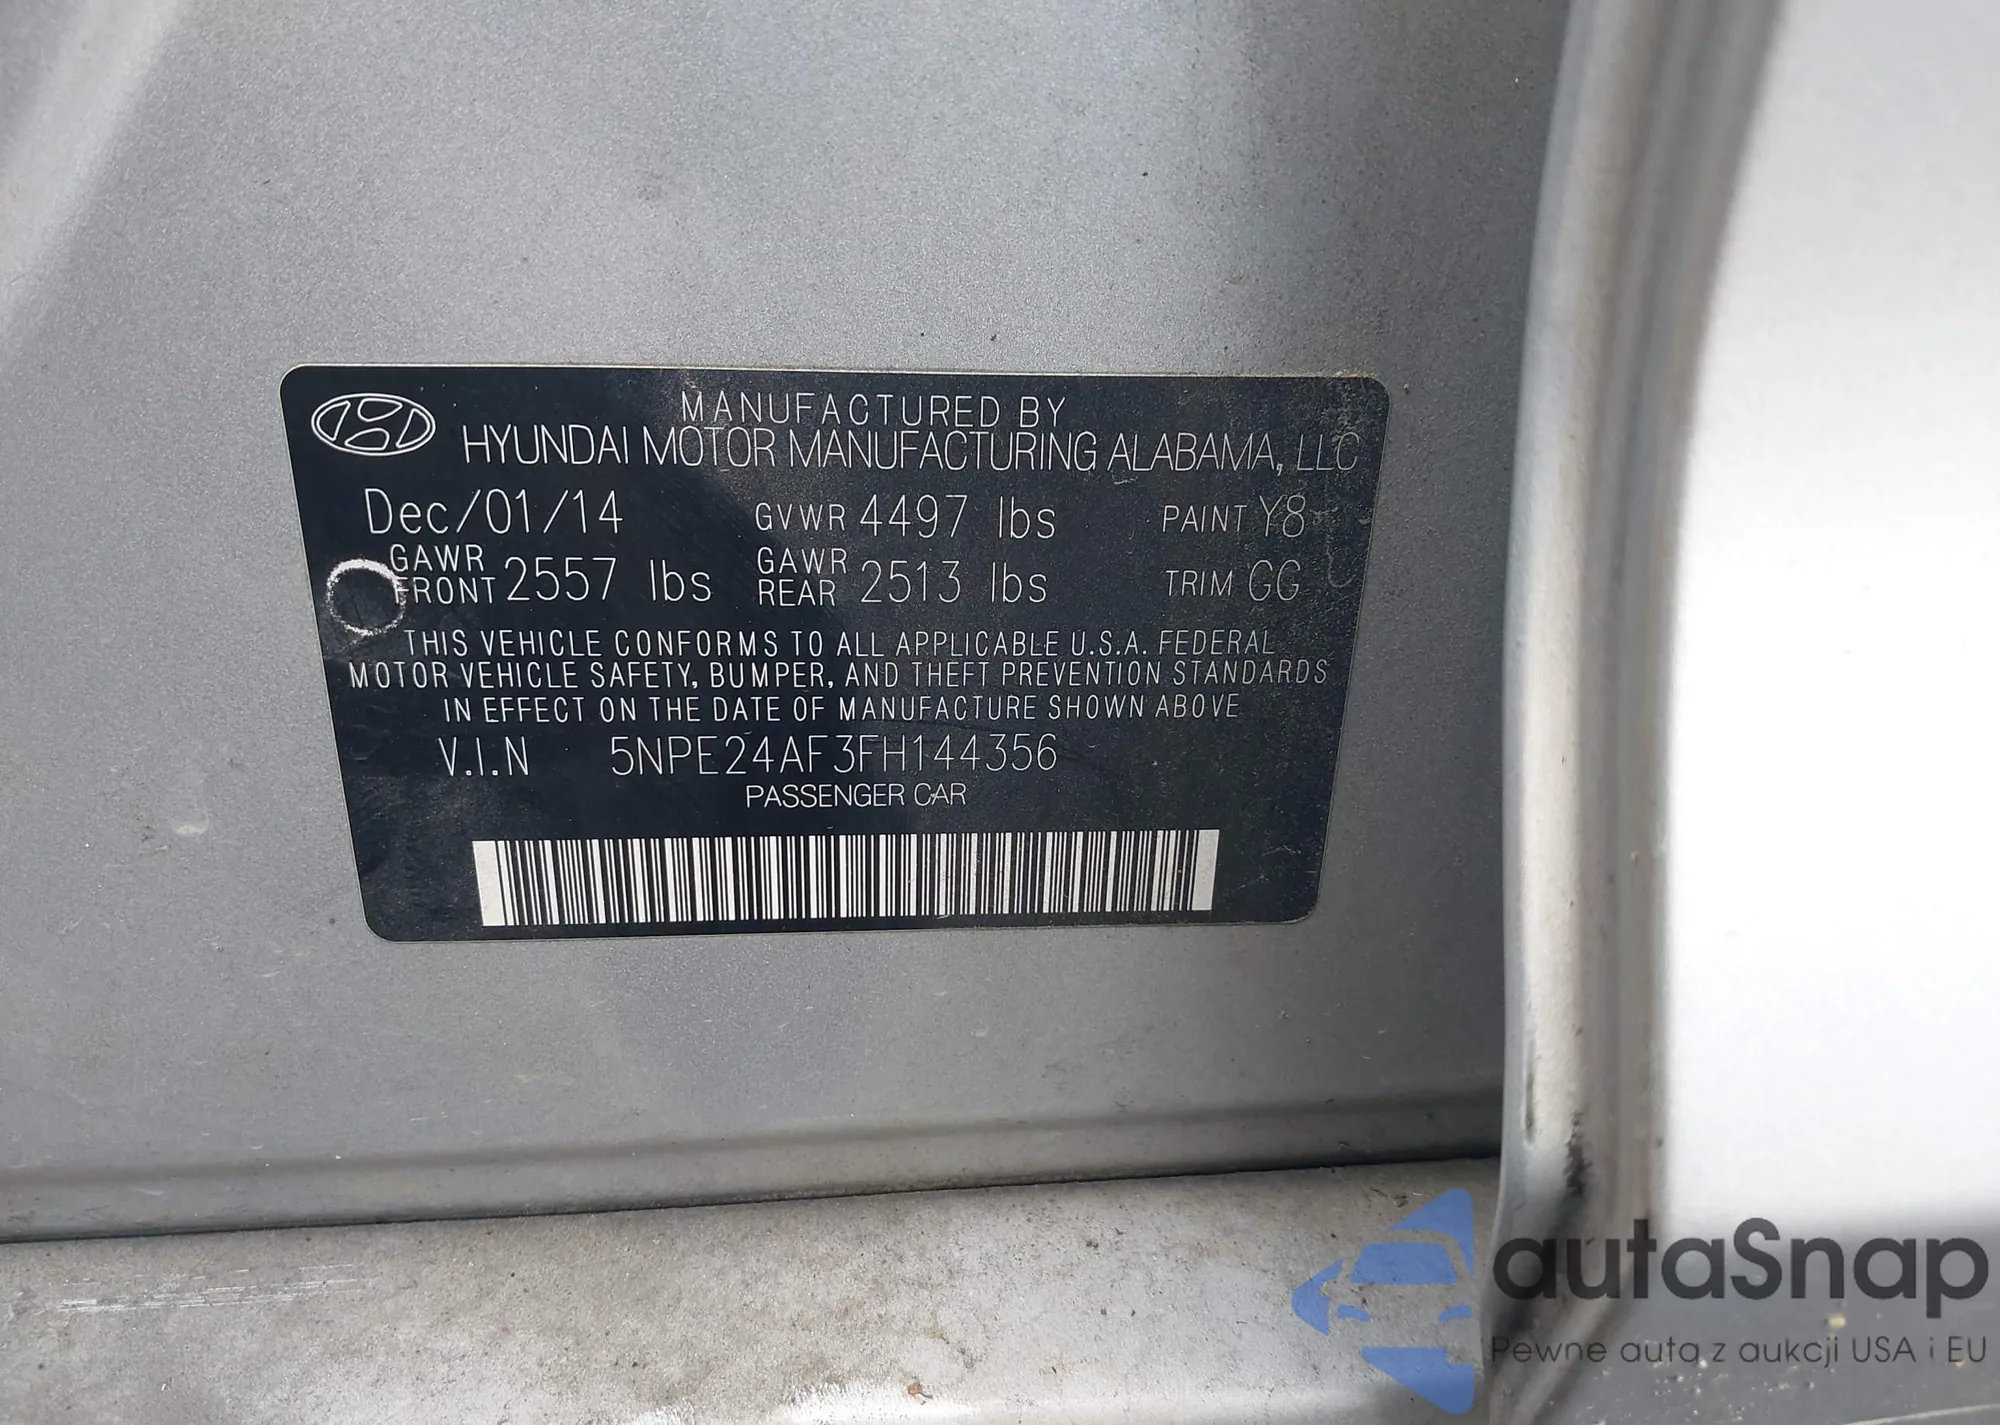 MANUFACTURED BY
HYUNDAI MOTOR MANUFACTURING ALABAMA, LLC
Dec/01/14 GVWR 4497 lbs PAINT Y8
GAWR FRONT 2557 lbs GAWR REAR 2513 lbs TRIM GG
THIS VEHICLE CONFORMS TO ALL APPLICABLE U.S.A. FEDERAL
MOTOR VEHICLE SAFETY, BUMPER, AND THEFT PREVENTION STANDARDS
IN EFFECT ON THE DATE OF MANUFACTURE SHOWN ABOVE
V.I.N 5NPE24AF3FH144356
PASSENGER CAR
autaSnap
Pewne auta z aukcji USA i EU